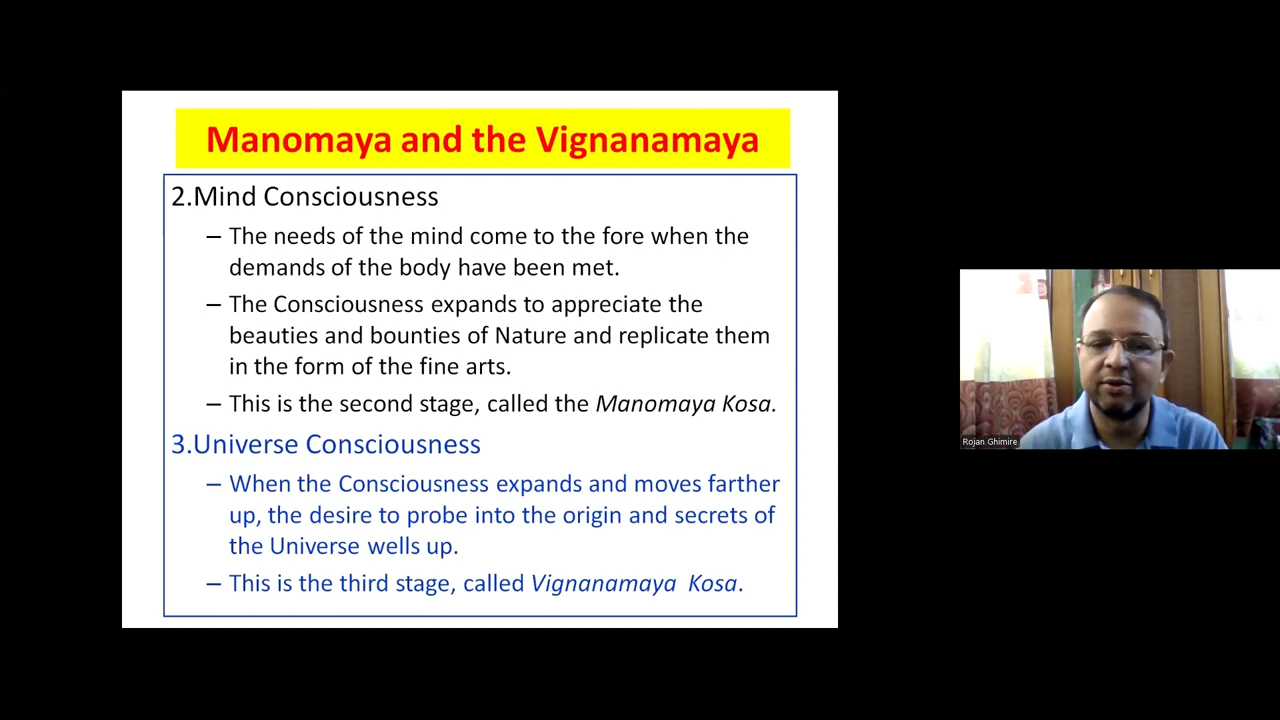 Manomaya and the Vignanamaya
2.Mind Consciousness
– The needs of the mind come to the fore when the
demands of the body have been met.
– The Consciousness expands to appreciate the
beauties and bounties of Nature and replicate them
in the form of the fine arts.
– This is the second stage, called the Manomaya Kosa.
3.Universe Consciousness
– When the Consciousness expands and moves farther
up, the desire to probe into the origin and secrets of
the Universe wells up.
– This is the third stage, called Vignanamaya Kosa.
Rojan Ghimire